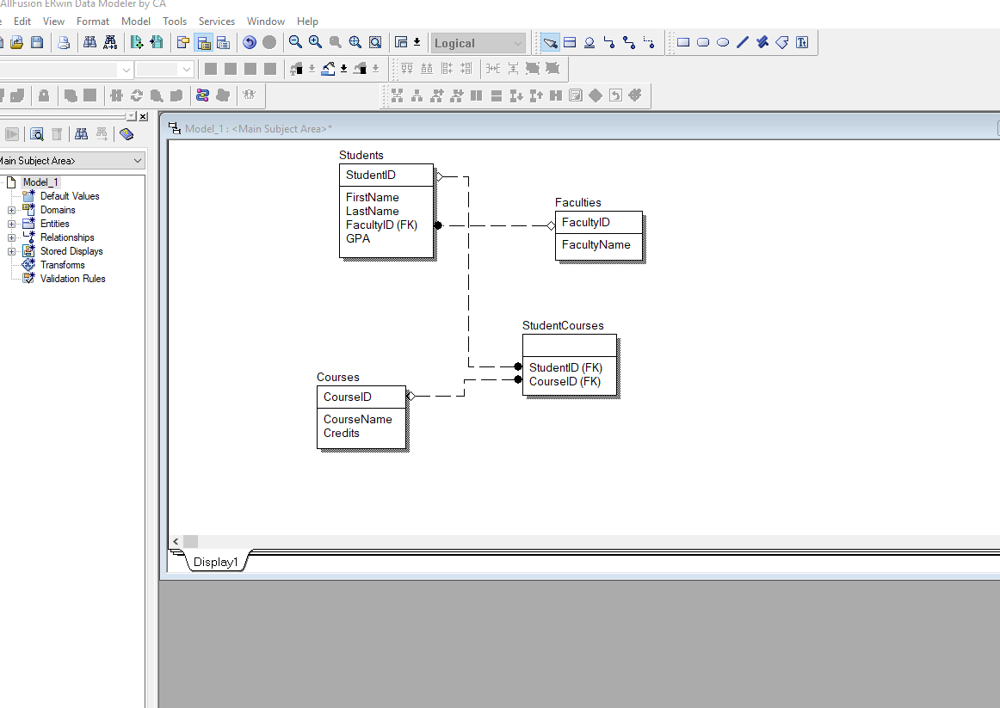 AllFusion ERwin Data Modeler by CA
Edit View Format Model Tools Services Window Help
Logical
Model_1 : <Main Subject Area>*
Main Subject Area>
Model_1
Default Values
Domains
Entities
Relationships
Stored Displays
Transforms
Validation Rules
Students
StudentID
FirstName
LastName
FacultyID (FK)
GPA
Faculties
FacultyID
FacultyName
StudentCourses
StudentID (FK)
CourseID (FK)
Courses
CourseID
CourseName
Credits
Display1